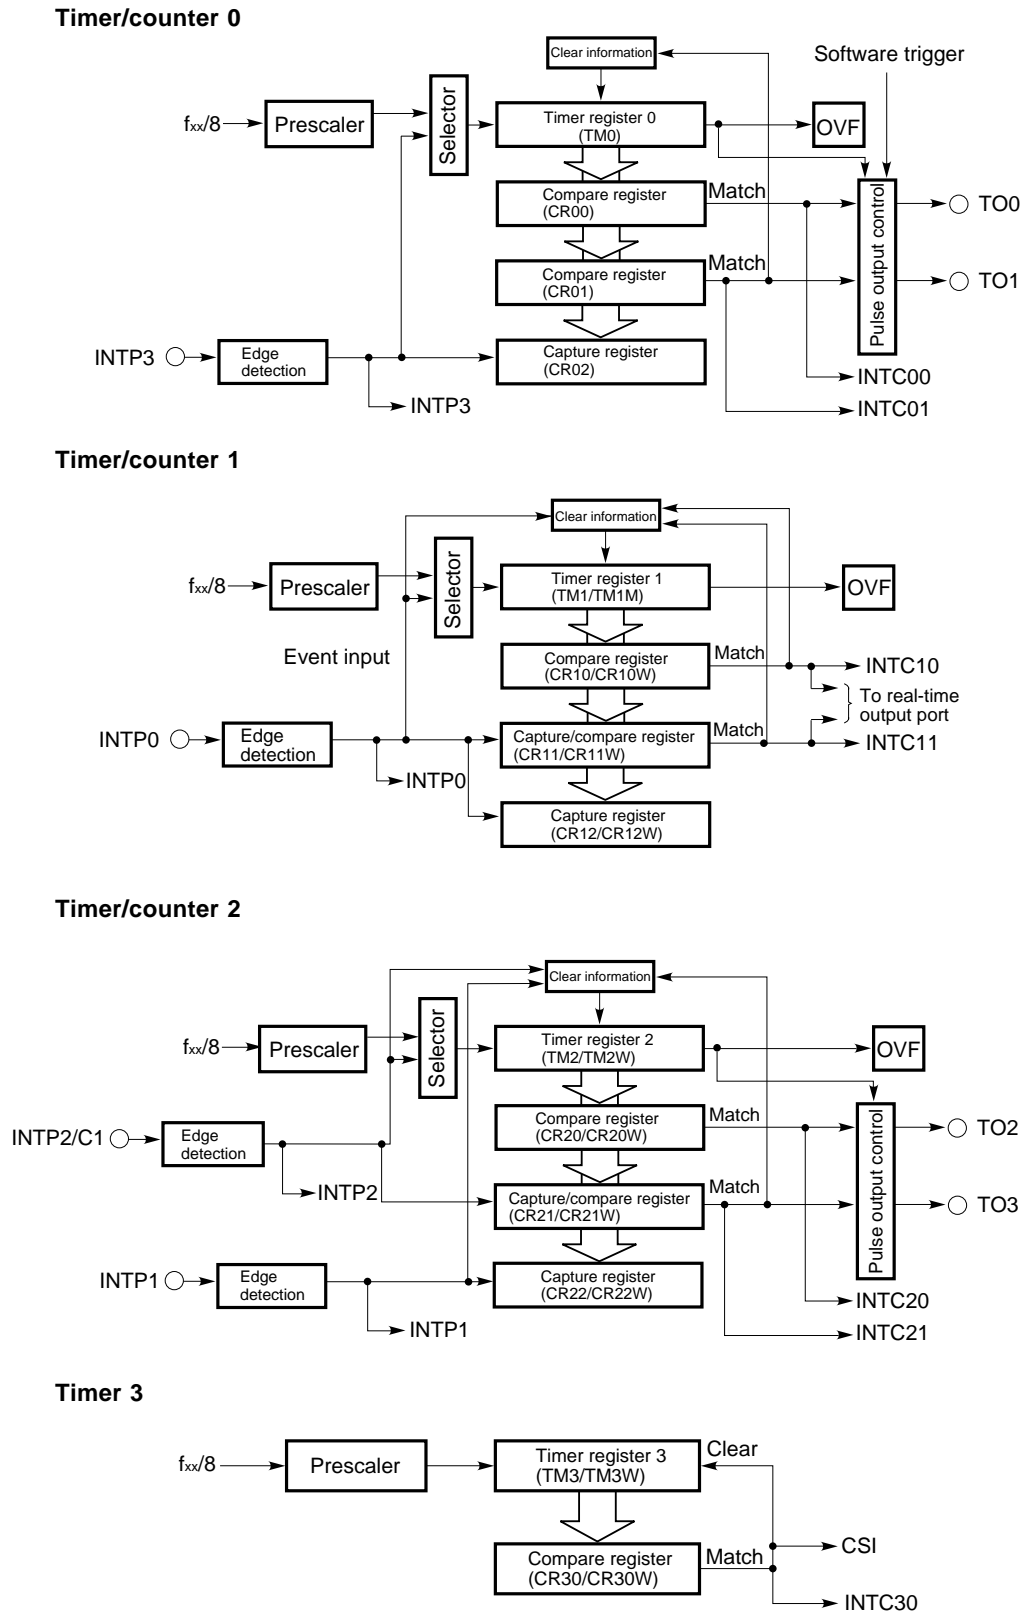 Timer/counter 0
Clear information
Software trigger
fxx/8
Prescaler
Selector
Timer register 0
(TM0)
OVF
Compare register
(CR00)
Match
Pulse output control
TO0
Compare register
(CR01)
Match
TO1
INTP3
Edge
detection
Capture register
(CR02)
INTC00
INTP3
INTC01
Timer/counter 1
Clear information
fxx/8
Prescaler
Selector
Timer register 1
(TM1/TM1M)
OVF
Event input
Compare register
(CR10/CR10W)
Match
INTC10
To real-time
output port
INTP0
Edge
detection
Capture/compare register
(CR11/CR11W)
Match
INTC11
INTP0
Capture register
(CR12/CR12W)
Timer/counter 2
Clear information
fxx/8
Prescaler
Selector
Timer register 2
(TM2/TM2W)
OVF
INTP2/C1
Edge
detection
Compare register
(CR20/CR20W)
Match
Pulse output control
TO2
INTP2
Capture/compare register
(CR21/CR21W)
Match
TO3
INTP1
Edge
detection
Capture register
(CR22/CR22W)
INTC20
INTP1
INTC21
Timer 3
fxx/8
Prescaler
Timer register 3
(TM3/TM3W)
Clear
CSI
Compare register
(CR30/CR30W)
Match
INTC30